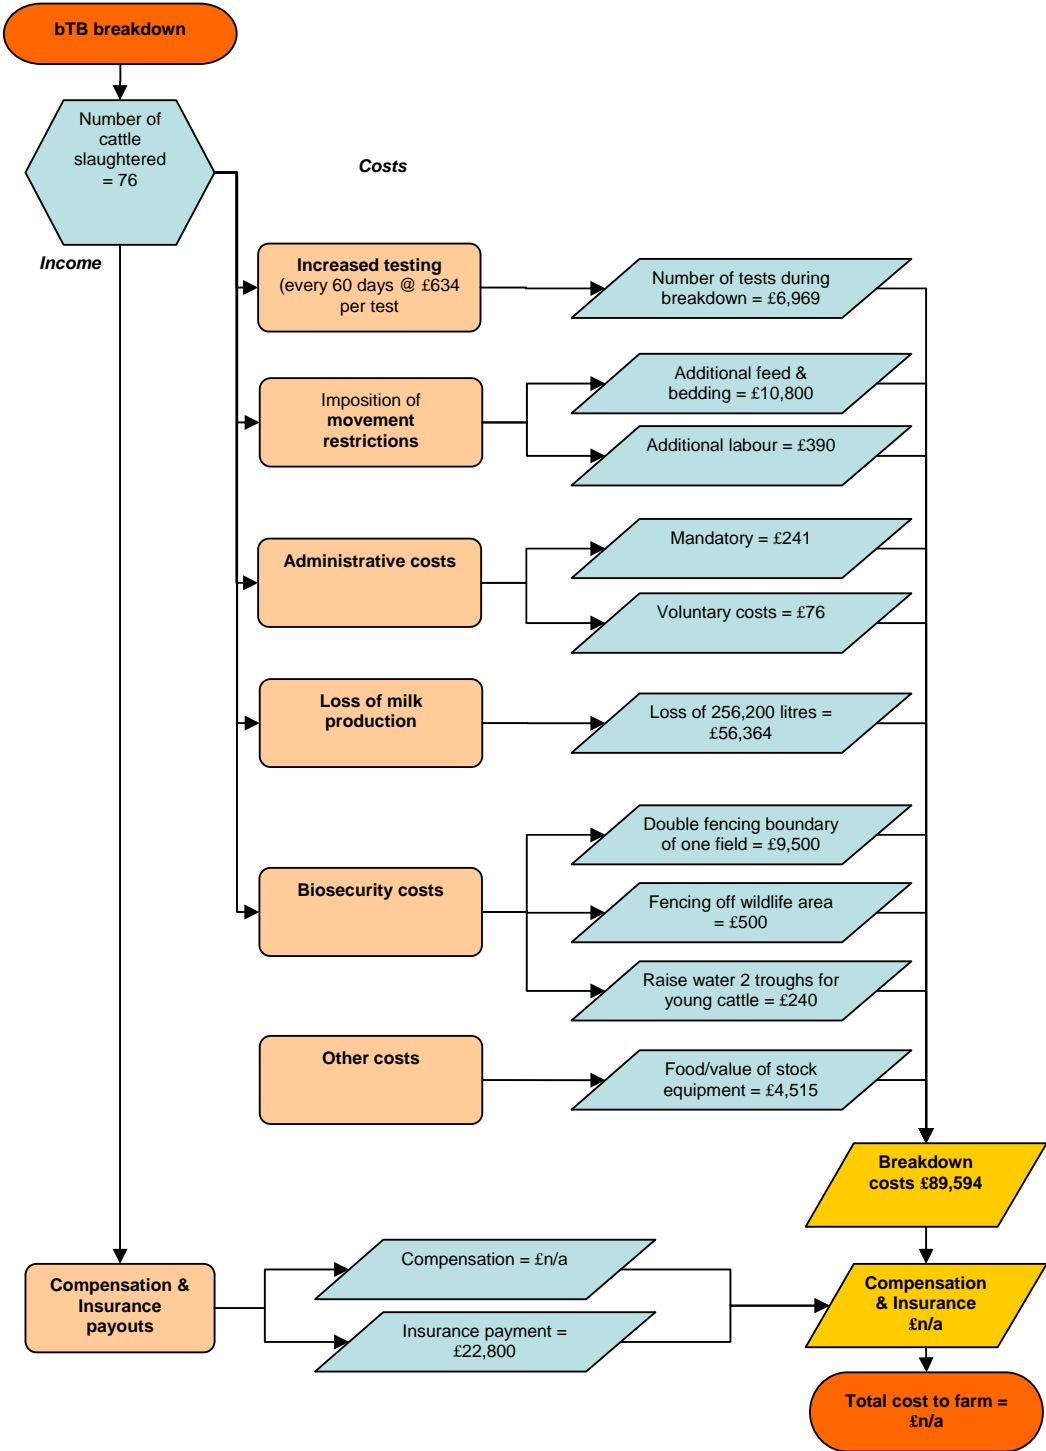 bTB breakdown
Number of
cattle
slaughtered
= 76
Costs
Income
Increased testing
(every 60 days @ £634
per test
Number of tests during
breakdown = £6,969
Imposition of
movement
restrictions
Additional feed &
bedding = £10,800
Additional labour = £390
Administrative costs
Mandatory = £241
Voluntary costs = £76
Loss of milk
production
Loss of 256,200 litres =
£56,364
Biosecurity costs
Double fencing boundary
of one field = £9,500
Fencing off wildlife area
= £500
Raise water 2 troughs for
young cattle = £240
Other costs
Food/value of stock
equipment = £4,515
Breakdown
costs £89,594
Compensation &
Insurance
payouts
Compensation = £n/a
Insurance payment =
£22,800
Compensation
& Insurance
£n/a
Total cost to farm =
£n/a